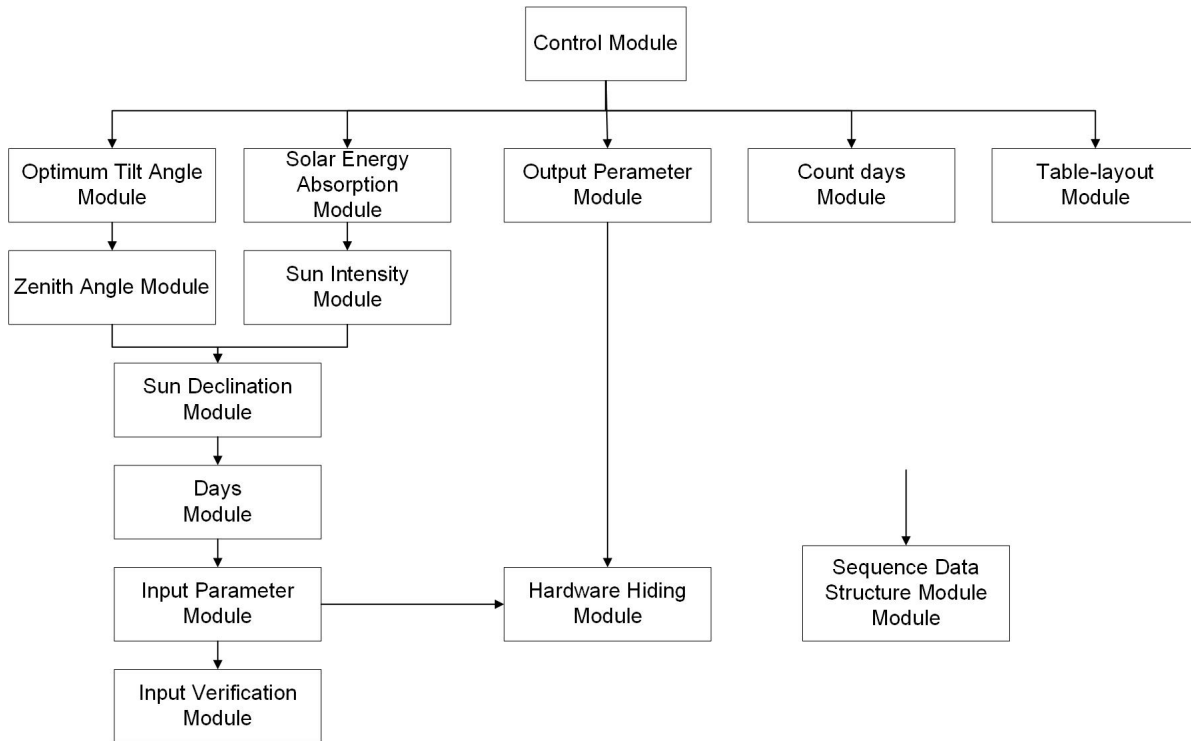 Control Module
Optimum Tilt Angle
Module
Solar Energy
Absorption
Module
Output Perameter
Module
Count days
Module
Table-layout
Module
Zenith Angle Module
Sun Intensity
Module
Sun Declination
Module
Days
Module
Input Parameter
Module
Hardware Hiding
Module
Sequence Data
Structure Module
Module
Input Verification
Module